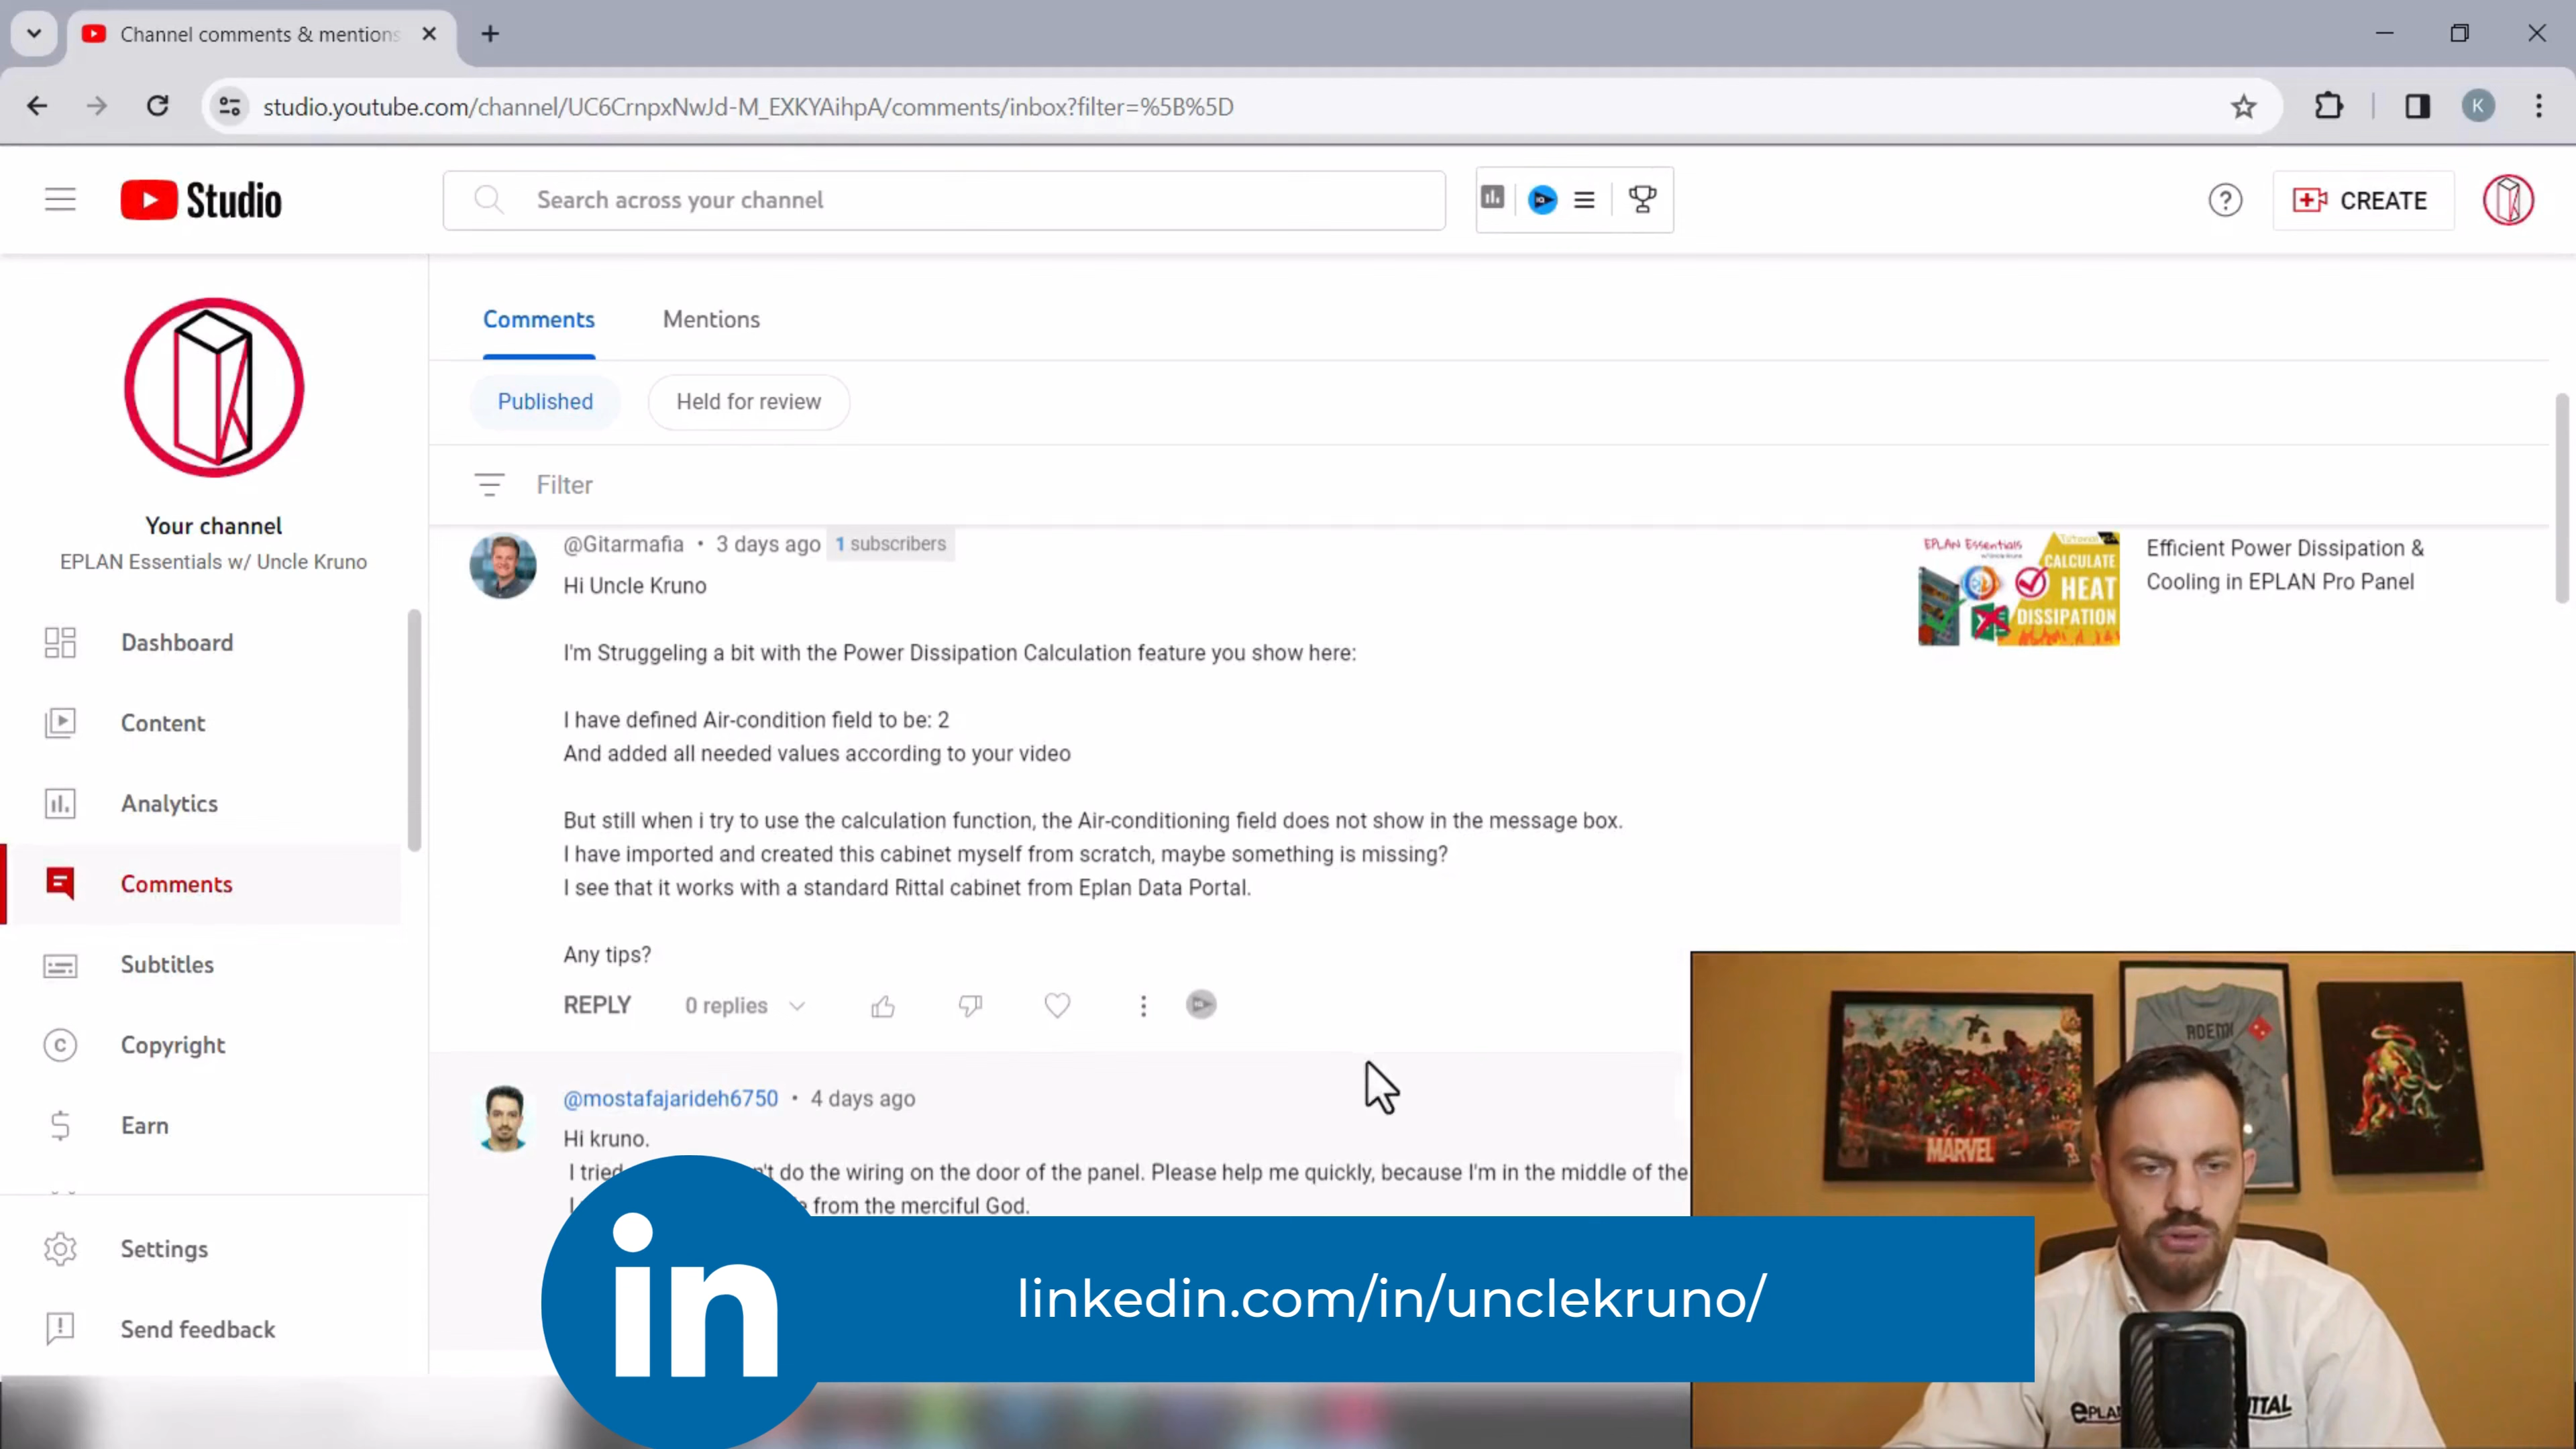 Channel comments & mentions
studio.youtube.com/channel/UC6CrnpxNwJd-M_EXKYAihpA/comments/inbox?filter=%5B%5D
K
Studio
Search across your channel
CREATE
Your channel
EPLAN Essentials w/ Uncle Kruno
Dashboard
Content
Analytics
Comments
Subtitles
Copyright
Earn
Settings
Send feedback
Comments
Mentions
Published
Held for review
Filter
@Gitarmafia • 3 days ago 1 subscribers
Hi Uncle Kruno
I'm Struggeling a bit with the Power Dissipation Calculation feature you show here:
I have defined Air-condition field to be: 2
And added all needed values according to your video
But still when i try to use the calculation function, the Air-conditioning field does not show in the message box.
I have imported and created this cabinet myself from scratch, maybe something is missing?
I see that it works with a standard Rittal cabinet from Eplan Data Portal.
Any tips?
REPLY 0 replies
EPLAN Essentials
Tutorial
CALCULATE
HEAT
DISSIPATION
Efficient Power Dissipation &
Cooling in EPLAN Pro Panel
@mostafajarideh6750 • 4 days ago
Hi kruno.
I tried do the wiring on the door of the panel. Please help me quickly, because I'm in the middle of the
from the merciful God.
in
linkedin.com/in/unclekruno/
MARVEL